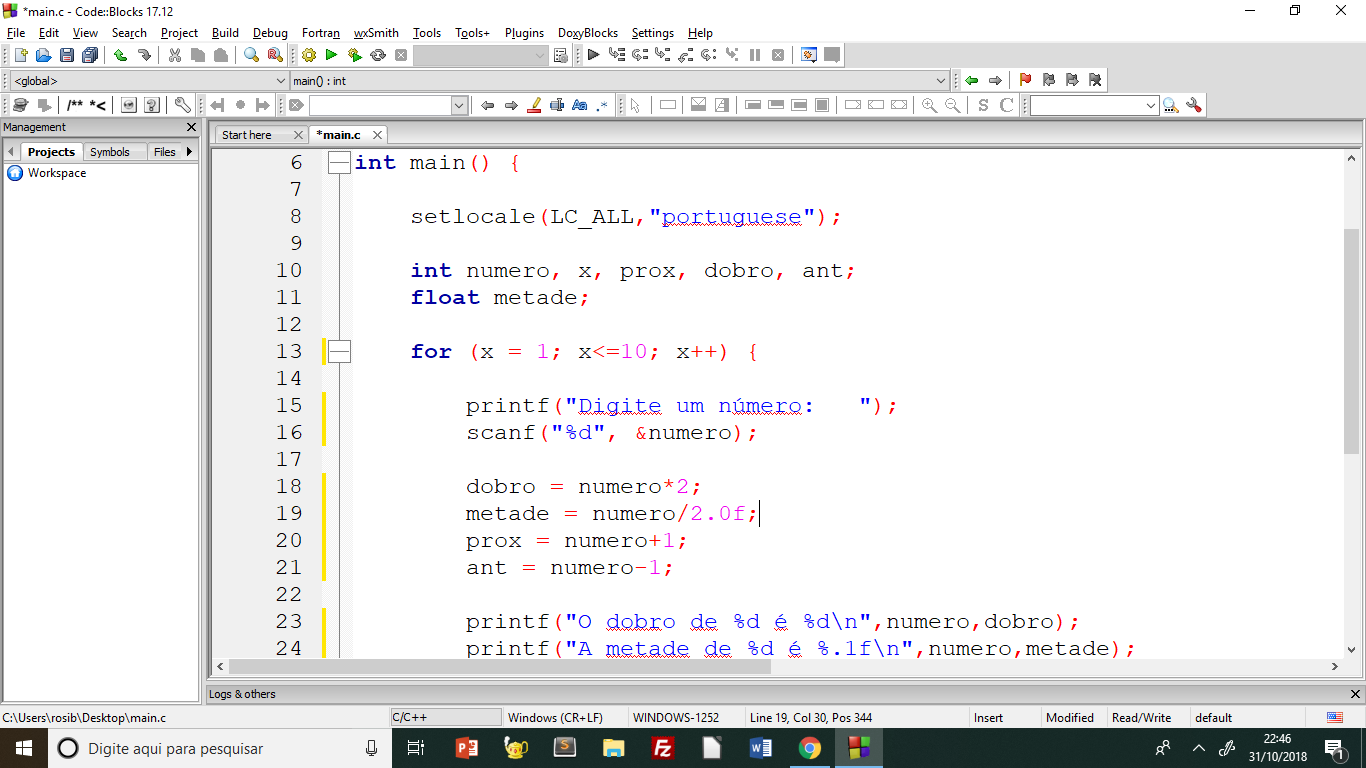 *main.c - Code::Blocks 17.12
File Edit View Search Project Build Debug Fortran wxSmith Tools Tools+ Plugins DoxyBlocks Settings Help
<global> main() : int
/** *< Aa .* S C
Management
Projects Symbols Files
Workspace
Start here *main.c
6 int main() {
7
8 setlocale(LC_ALL,"portuguese");
9
10 int numero, x, prox, dobro, ant;
11 float metade;
12
13 for (x = 1; x<=10; x++) {
14
15 printf("Digite um número:   ");
16 scanf("%d", &numero);
17
18 dobro = numero*2;
19 metade = numero/2.0f;
20 prox = numero+1;
21 ant = numero-1;
22
23 printf("O dobro de %d é %d\n",numero,dobro);
24 printf("A metade de %d é %.1f\n",numero,metade);
Logs & others
C:\Users\rosib\Desktop\main.c C/C++ Windows (CR+LF) WINDOWS-1252 Line 19, Col 30, Pos 344 Insert Modified Read/Write default
Digite aqui para pesquisar
22:46
31/10/2018
1